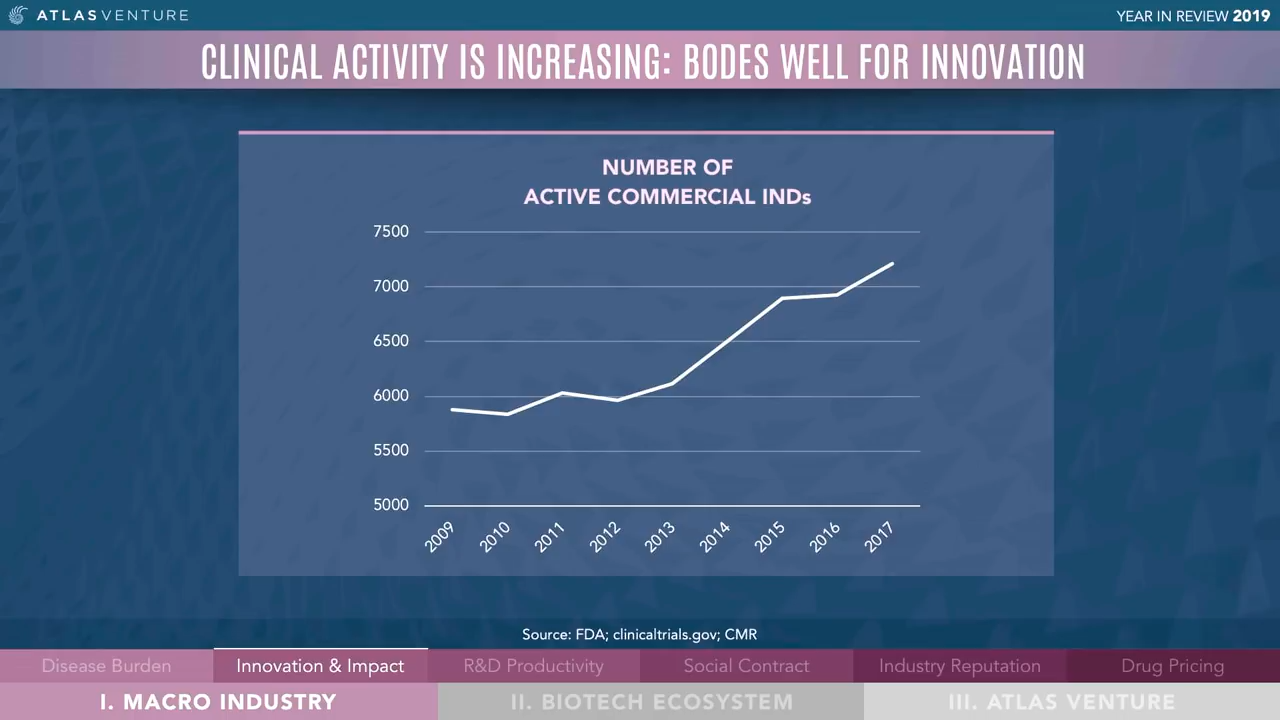 ATLAS VENTURE
YEAR IN REVIEW 2019
CLINICAL ACTIVITY IS INCREASING: BODES WELL FOR INNOVATION
NUMBER OF
ACTIVE COMMERCIAL INDs
7500
7000
6500
6000
5500
5000
2009 2010 2011 2012 2013 2014 2015 2016 2017
Source: FDA; clinicaltrials.gov; CMR
Disease Burden Innovation & Impact R&D Productivity Social Contract Industry Reputation Drug Pricing
I. MACRO INDUSTRY II. BIOTECH ECOSYSTEM III. ATLAS VENTURE